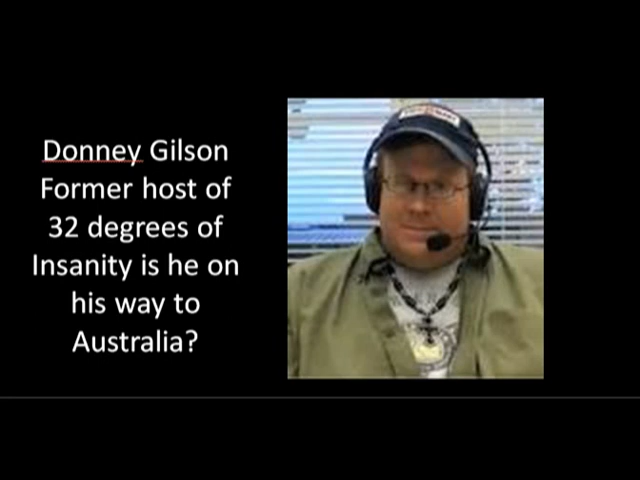 Donney Gilson
Former host of
32 degrees of
Insanity is he on
his way to
Australia?